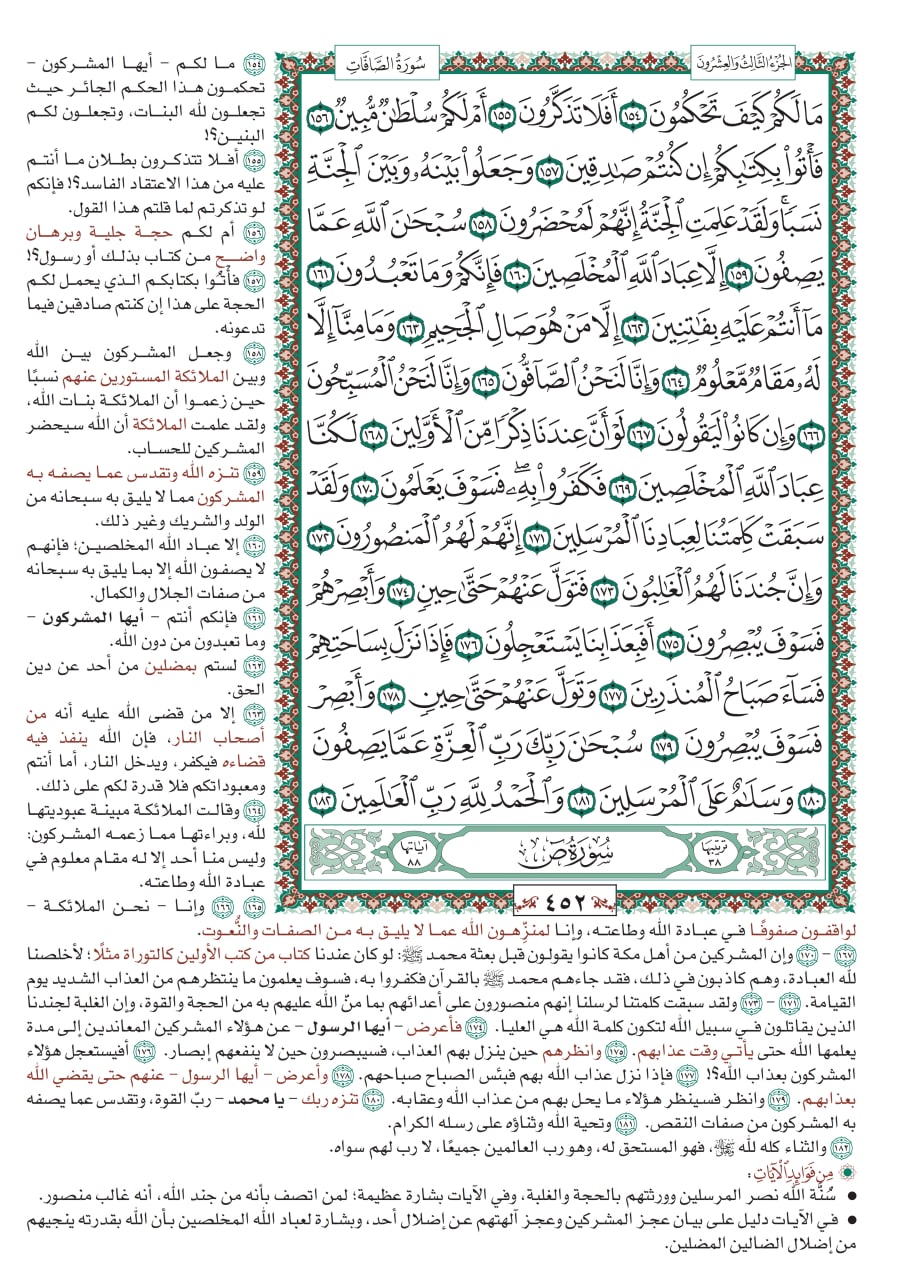 الجزء الثالث والعشرون
سورة الصافات
مَا لَكُمْ كَيْفَ تَحْكُمُونَ ١٥٤ أَفَلَا تَذَكَّرُونَ ١٥٥ أَمْ لَكُمْ سُلْطَٰنٌ مُّبِينٌ ١٥٦
فَأْتُوا۟ بِكِتَٰبِكُمْ إِن كُنتُمْ صَٰدِقِينَ ١٥٧ وَجَعَلُوا۟ بَيْنَهُۥ وَبَيْنَ ٱلْجِنَّةِ
نَسَبًا ۚ وَلَقَدْ عَلِمَتِ ٱلْجِنَّةُ إِنَّهُمْ لَمُحْضَرُونَ ١٥٨ سُبْحَٰنَ ٱللَّهِ عَمَّا
يَصِفُونَ ١٥٩ إِلَّا عِبَادَ ٱللَّهِ ٱلْمُخْلَصِينَ ١٦٠ فَإِنَّكُمْ وَمَا تَعْبُدُونَ ١٦١
مَآ أَنتُمْ عَلَيْهِ بِفَٰتِنِينَ ١٦٢ إِلَّا مَنْ هُوَ صَالِ ٱلْجَحِيمِ ١٦٣ وَمَا مِنَّآ إِلَّا
لَهُۥ مَقَامٌ مَّعْلُومٌ ١٦٤ وَإِنَّا لَنَحْنُ ٱلصَّآفُّونَ ١٦٥ وَإِنَّا لَنَحْنُ ٱلْمُسَبِّحُونَ
١٦٦ وَإِن كَانُوا۟ لَيَقُولُونَ ١٦٧ لَوْ أَنَّ عِندَنَا ذِكْرًا مِّنَ ٱلْأَوَّلِينَ ١٦٨ لَكُنَّا
عِبَادَ ٱللَّهِ ٱلْمُخْلَصِينَ ١٦٩ فَكَفَرُوا۟ بِهِۦ ۖ فَسَوْفَ يَعْلَمُونَ ١٧٠ وَلَقَدْ
سَبَقَتْ كَلِمَتُنَا لِعِبَادِنَا ٱلْمُرْسَلِينَ ١٧١ إِنَّهُمْ لَهُمُ ٱلْمَنصُورُونَ ١٧٢
وَإِنَّ جُندَنَا لَهُمُ ٱلْغَٰلِبُونَ ١٧٣ فَتَوَلَّ عَنْهُمْ حَتَّىٰ حِينٍ ١٧٤ وَأَبْصِرْهُمْ
فَسَوْفَ يُبْصِرُونَ ١٧٥ أَفَبِعَذَابِنَا يَسْتَعْجِلُونَ ١٧٦ فَإِذَا نَزَلَ بِسَاحَتِهِمْ
فَسَآءَ صَبَاحُ ٱلْمُنذَرِينَ ١٧٧ وَتَوَلَّ عَنْهُمْ حَتَّىٰ حِينٍ ١٧٨ وَأَبْصِرْ
فَسَوْفَ يُبْصِرُونَ ١٧٩ سُبْحَٰنَ رَبِّكَ رَبِّ ٱلْعِزَّةِ عَمَّا يَصِفُونَ
١٨٠ وَسَلَٰمٌ عَلَى ٱلْمُرْسَلِينَ ١٨١ وَٱلْحَمْدُ لِلَّهِ رَبِّ ٱلْعَٰلَمِينَ ١٨٢
ترتيبها ٣٨
سورة ص
آياتها ٨٨
٤٥٢
١٥٤ ما لكم - أيها المشركون -
تحكمون هذا الحكم الجائر حيث
تجعلون لله البنات، وتجعلون لكم
البنين؟!
١٥٥ أفلا تتذكرون بطلان ما أنتم
عليه من هذا الاعتقاد الفاسد؟! فإنكم
لو تذكرتم لما قلتم هذا القول.
١٥٦ أم لكم حجة جلية وبرهان
واضح من كتاب بذلك أو رسول؟!
١٥٧ فأتُوا بكتابكم الذي يحمل لكم
الحجة على هذا إن كنتم صادقين فيما
تدعونه.
١٥٨ وجعل المشركون بين الله
وبين الملائكة المستورين عنهم نسبًا
حين زعموا أن الملائكة بنات الله،
ولقد علمت الملائكة أن الله سيحضر
المشركين للحساب.
١٥٩ تنزه الله وتقدس عما يصفه به
المشركون مما لا يليق به سبحانه من
الولد والشريك وغير ذلك.
١٦٠ إلا عباد الله المخلصين؛ فإنهم
لا يصفون الله إلا بما يليق به سبحانه
من صفات الجلال والكمال.
١٦١ فإنكم أنتم - أيها المشركون -
وما تعبدون من دون الله.
١٦٢ لستم بمضلين من أحد عن دين
الحق.
١٦٣ إلا من قضى الله عليه أنه من
أصحاب النار، فإن الله ينفذ فيه
قضاءه فيكفر، ويدخل النار، أما أنتم
ومعبوداتكم فلا قدرة لكم على ذلك.
١٦٤ وقالت الملائكة مبينة عبوديتها
لله، وبراءتها مما زعمه المشركون:
وليس منا أحد إلا له مقام معلوم في
عبادة الله وطاعته.
١٦٥ ١٦٦ وإنا - نحن الملائكة -
لواقفون صفوفًا في عبادة الله وطاعته، وإنا لمنزهون الله عما لا يليق به من الصفات والنُّعوت.
١٦٧ - ١٧٠ وإن المشركين من أهل مكة كانوا يقولون قبل بعثة محمد ﷺ: لو كان عندنا كتاب من كتب الأولين كالتوراة مثلًا؛ لأخلصنا
لله العبادة، وهم كاذبون في ذلك، فقد جاءهم محمد ﷺ بالقرآن فكفروا به، فسوف يعلمون ما ينتظرهم من العذاب الشديد يوم
القيامة. ١٧١ - ١٧٣ ولقد سبقت كلمتنا لرسلنا إنهم منصورون على أعدائهم بما منّ الله عليهم به من الحجة والقوة، وإن الغلبة لجندنا
الذين يقاتلون في سبيل الله لتكون كلمة الله هي العليا. ١٧٤ فأعرض - أيها الرسول - عن هؤلاء المشركين المعاندين إلى مدة
يعلمها الله حتى يأتي وقت عذابهم. ١٧٥ وانظرهم حين ينزل بهم العذاب، فسيبصرون حين لا ينفعهم إبصار. ١٧٦ أفيستعجل هؤلاء
المشركون بعذاب الله؟! ١٧٧ فإذا نزل عذاب الله بهم فبئس الصباح صباحهم. ١٧٨ وأعرض - أيها الرسول - عنهم حتى يقضي الله
بعذابهم. ١٧٩ وانظر فسينظر هؤلاء ما يحل بهم من عذاب الله وعقابه. ١٨٠ تنزه ربك - يا محمد - ربّ القوة، وتقدس عما يصفه
به المشركون من صفات النقص. ١٨١ وتحية الله وثناؤه على رسله الكرام.
١٨٢ والثناء كله لله ﷻ، فهو المستحق له، وهو رب العالمين جميعًا، لا رب لهم سواه.
من فوائد الآيات:
• سُنَّة الله نصر المرسلين وورثتهم بالحجة والغلبة، وفي الآيات بشارة عظيمة؛ لمن اتصف بأنه من جند الله، أنه غالب منصور.
• في الآيات دليل على بيان عجز المشركين وعجز آلهتهم عن إضلال أحد، وبشارة لعباد الله المخلصين بأن الله بقدرته ينجيهم
من إضلال الضالين المضلين.